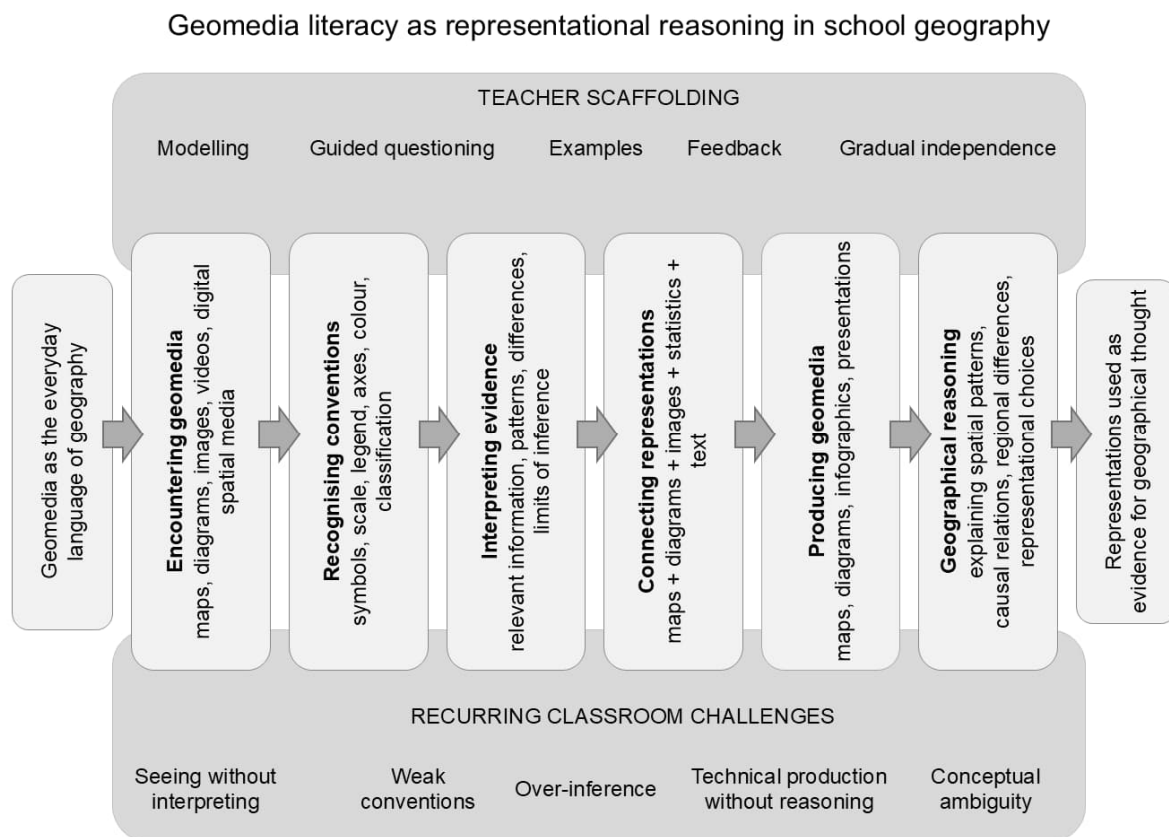 Geomedia literacy as representational reasoning in school geography
TEACHER SCAFFOLDING
Modelling
Guided questioning
Examples
Feedback
Gradual independence
Geomedia as the everyday
language of geography
Encountering geomedia
maps, diagrams, images, videos, digital
spatial media
Recognising conventions
symbols, scale, legend, axes, colour,
classification
Interpreting evidence
relevant information, patterns, differences,
limits of inference
Connecting representations
maps + diagrams + images + statistics +
text
Producing geomedia
maps, diagrams, infographics, presentations
Geographical reasoning
explaining spatial patterns,
causal relations, regional differences,
representational choices
Representations used as
evidence for geographical thought
RECURRING CLASSROOM CHALLENGES
Seeing without
interpreting
Weak
conventions
Over-inference
Technical production
without reasoning
Conceptual
ambiguity